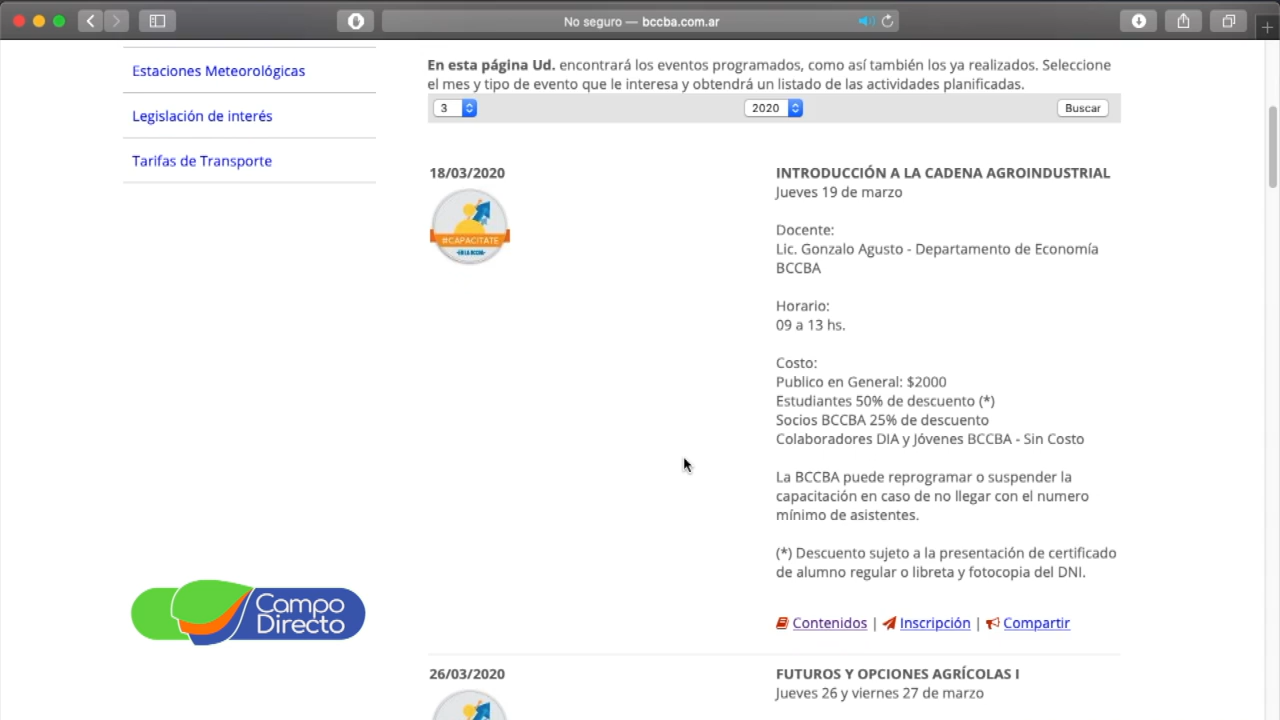 No seguro — bccba.com.ar
Estaciones Meteorológicas
Legislación de interés
Tarifas de Transporte
En esta página Ud. encontrará los eventos programados, como así también los ya realizados. Seleccione
el mes y tipo de evento que le interesa y obtendrá un listado de las actividades planificadas.
3 2020 Buscar
18/03/2020
#CAPACITATE
EN LA BCCBA
INTRODUCCIÓN A LA CADENA AGROINDUSTRIAL
Jueves 19 de marzo
Docente:
Lic. Gonzalo Agusto - Departamento de Economía
BCCBA
Horario:
09 a 13 hs.
Costo:
Publico en General: $2000
Estudiantes 50% de descuento (*)
Socios BCCBA 25% de descuento
Colaboradores DIA y Jóvenes BCCBA - Sin Costo
La BCCBA puede reprogramar o suspender la
capacitación en caso de no llegar con el numero
mínimo de asistentes.
(*) Descuento sujeto a la presentación de certificado
de alumno regular o libreta y fotocopia del DNI.
Contenidos | Inscripción | Compartir
Campo
Directo
26/03/2020
FUTUROS Y OPCIONES AGRÍCOLAS I
Jueves 26 y viernes 27 de marzo